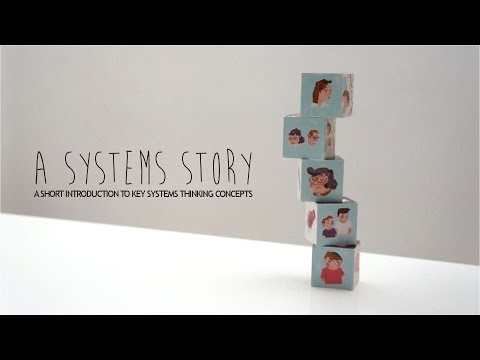 A SYSTEMS STORY
A SHORT INTRODUCTION TO KEY SYSTEMS THINKING CONCEPTS